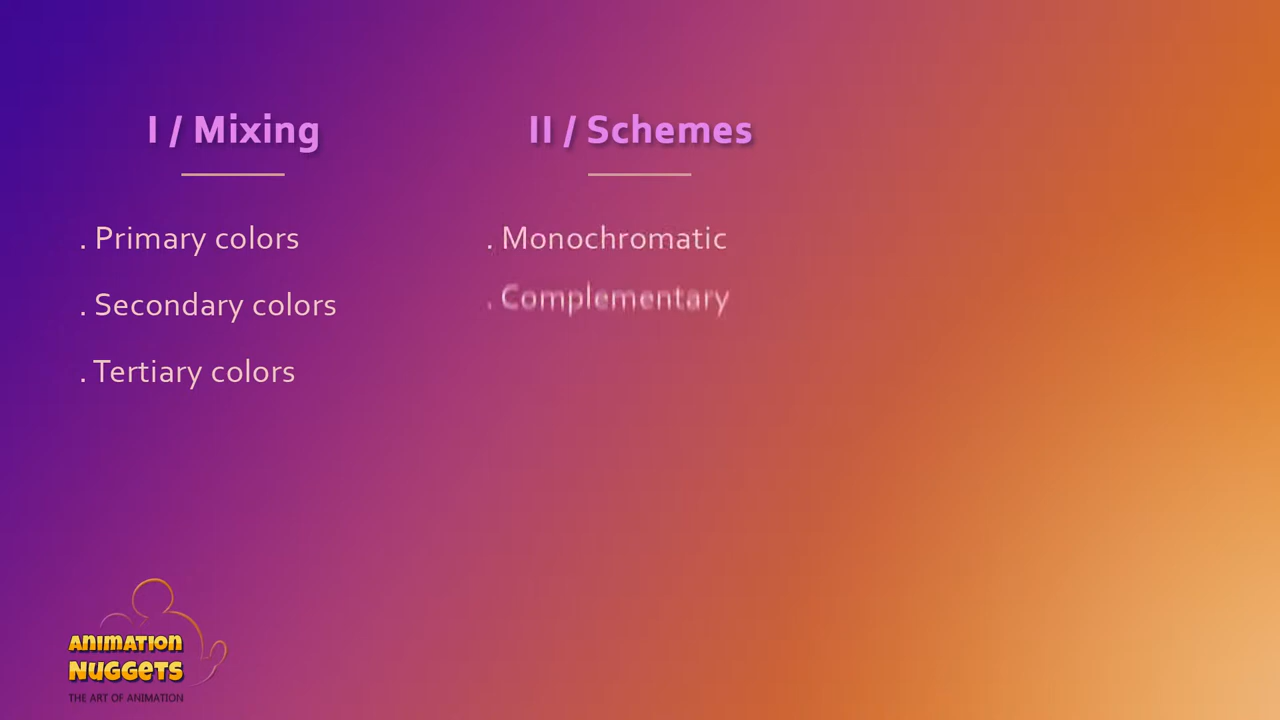 I / Mixing
. Primary colors
. Secondary colors
. Tertiary colors
II / Schemes
. Monochromatic
. Complementary
ANIMATION
NUGGETS
THE ART OF ANIMATION